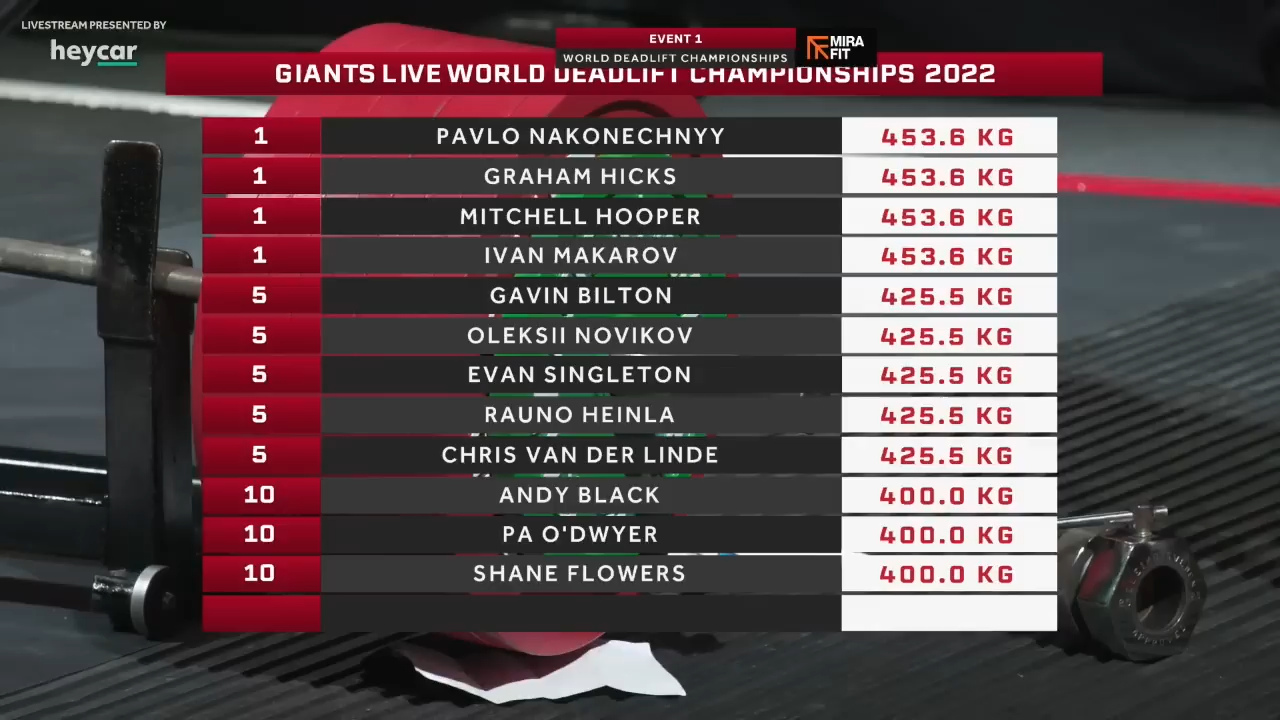 LIVESTREAM PRESENTED BY
heycar
EVENT 1
WORLD DEADLIFT CHAMPIONSHIPS
MIRA
FIT
GIANTS LIVE WORLD DEADLIFT CHAMPIONSHIPS 2022
1 PAVLO NAKONECHNYY 453.6 KG
1 GRAHAM HICKS 453.6 KG
1 MITCHELL HOOPER 453.6 KG
1 IVAN MAKAROV 453.6 KG
5 GAVIN BILTON 425.5 KG
5 OLEKSII NOVIKOV 425.5 KG
5 EVAN SINGLETON 425.5 KG
5 RAUNO HEINLA 425.5 KG
5 CHRIS VAN DER LINDE 425.5 KG
10 ANDY BLACK 400.0 KG
10 PA O'DWYER 400.0 KG
10 SHANE FLOWERS 400.0 KG